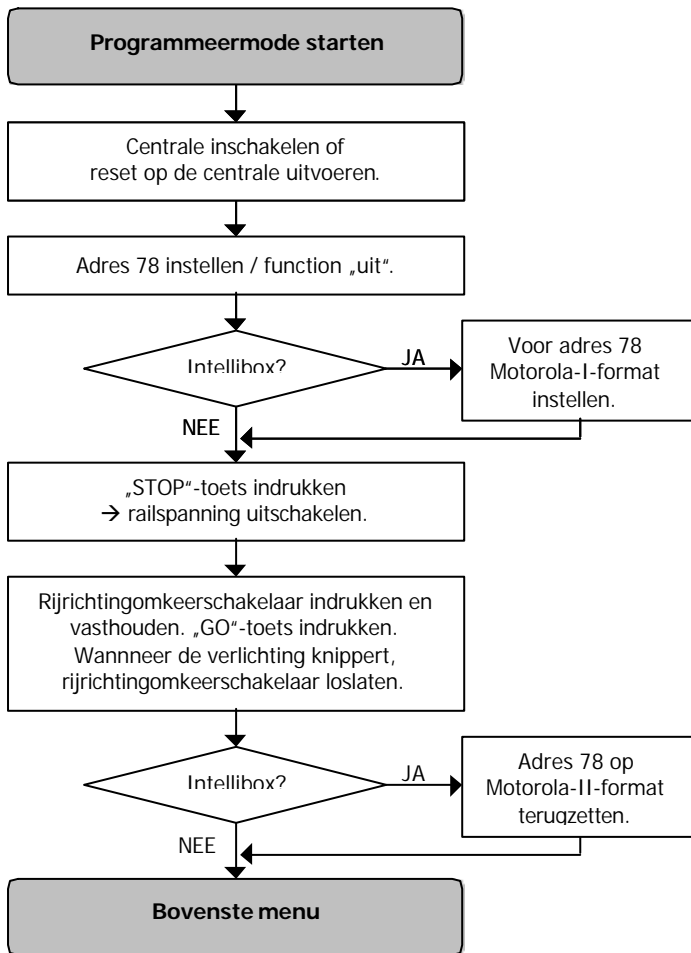 Programmeermode starten
Centrale inschakelen of
reset op de centrale uitvoeren.
Adres 78 instellen / function „uit“.
Intellibox?
JA
Voor adres 78
Motorola-I-format
instellen.
NEE
„STOP“-toets indrukken
→ railspanning uitschakelen.
Rijrichtingomkeerschakelaar indrukken en
vasthouden. „GO“-toets indrukken.
Wannneer de verlichting knippert,
rijrichtingomkeerschakelaar loslaten.
Intellibox?
JA
Adres 78 op
Motorola-II-format
terugzetten.
NEE
Bovenste menu